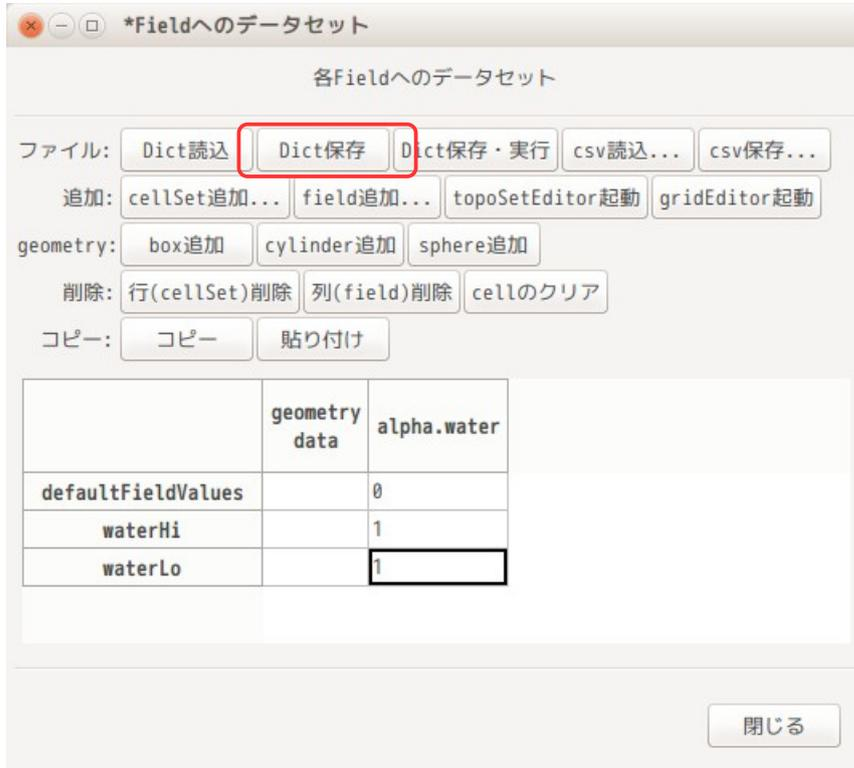 *Fieldへのデータセット
各Fieldへのデータセット
ファイル: Dict読込 Dict保存 Dict保存・実行 csv読込... csv保存...
追加: cellSet追加... field追加... topoSetEditor起動 gridEditor起動
geometry: box追加 cylinder追加 sphere追加
削除: 行(cellSet)削除 列(field)削除 cellのクリア
コピー: コピー 貼り付け
geometry
data alpha.water
defaultFieldValues 0
waterHi 1
waterLo 1
閉じる